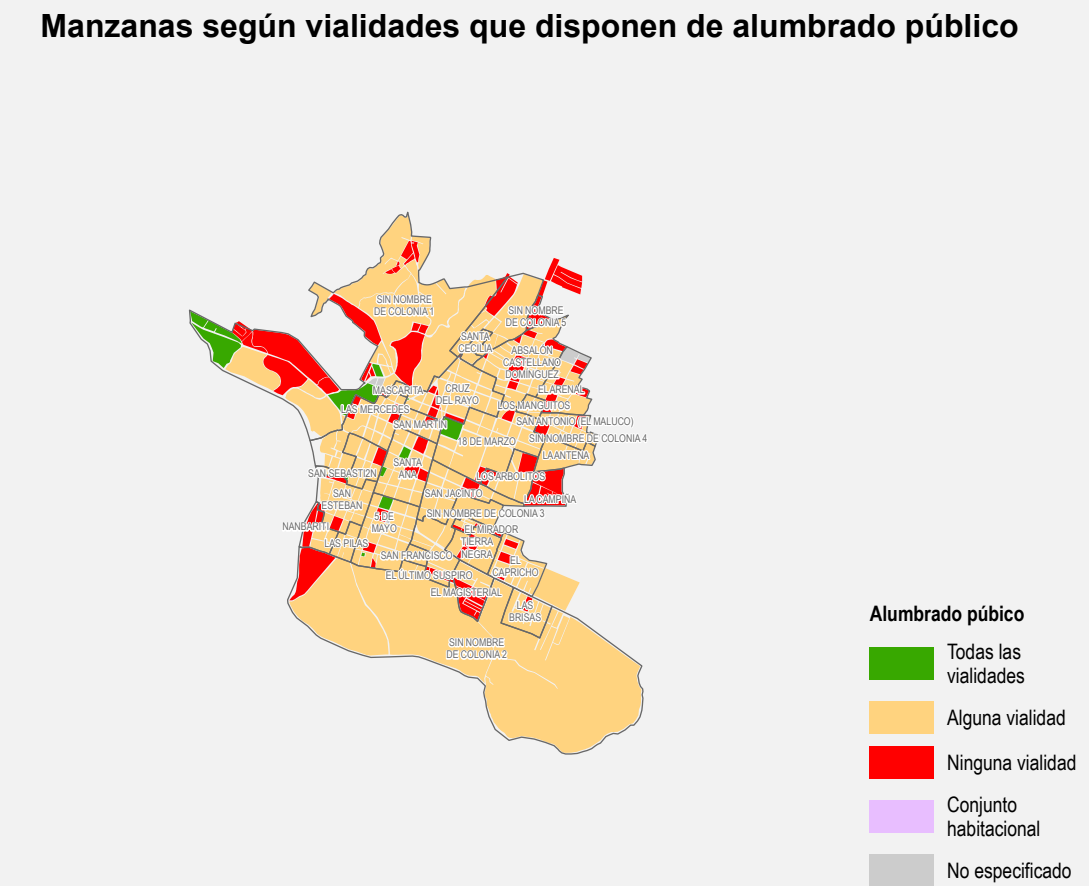 Manzanas según vialidades que disponen de alumbrado público
SIN NOMBRE
DE COLONIA 1
SIN NOMBRE
DE COLONIA 5
SANTA
CECILIA
ABSALÓN
CASTELLANO
DOMÍNGUEZ
MASCARITA
CRUZ
DEL RAYO
EL ARENAL
LAS MERCEDES
LOS MANGUITOS
SAN MARTIN
SAN ANTONIO (EL MALUCO)
18 DE MARZO
SIN NOMBRE DE COLONIA 4
LA ANTENA
SANTA
ANA
SAN SEBASTI2N
LOS ARBOLITOS
SAN
ESTEBAN
SAN JACINTO
LA CAMPIÑA
SIN NOMBRE DE COLONIA 3
5 DE
MAYO
NANBARITI
EL MIRADOR
LAS PILAS
TIERRA
NEGRA
SAN FRANCISCO
EL
CAPRICHO
EL ULTIMO SUSPIRO
EL MAGISTERIAL
LAS
BRISAS
SIN NOMBRE
DE COLONIA 2
Alumbrado púbico
Todas las
vialidades
Alguna vialidad
Ninguna vialidad
Conjunto
habitacional
No especificado